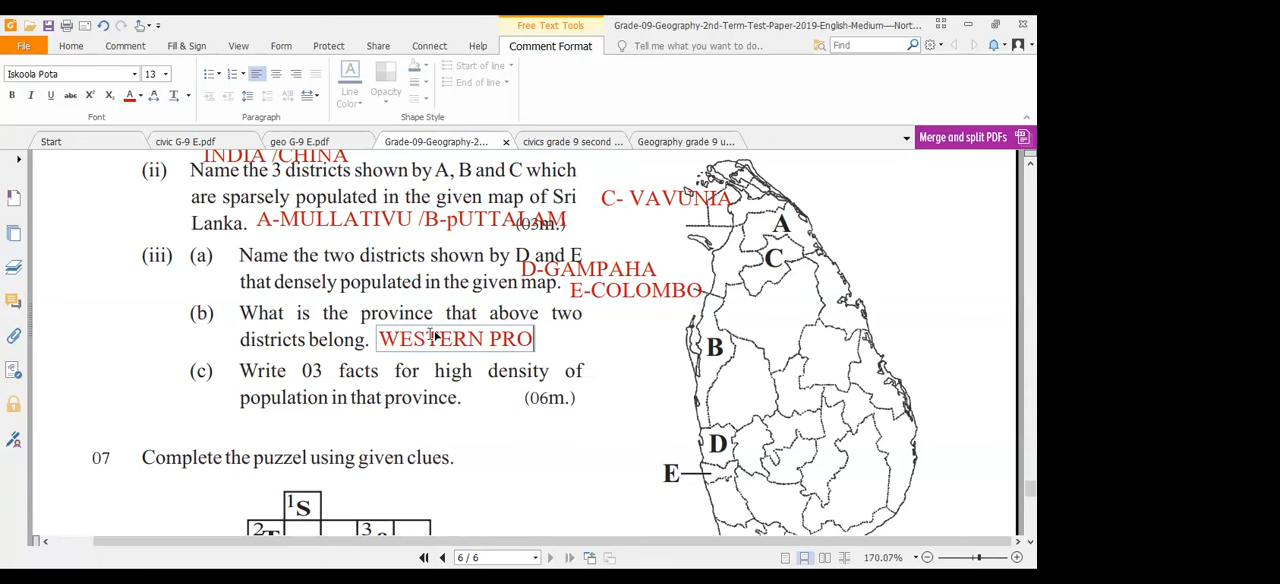 Free Text Tools
Grade-09-Geography-2nd-Term-Test-Paper-2019-English-Medium—Nort...
File Home Comment Fill & Sign View Form Protect Share Connect Help Comment Format Tell me what you want to do... Find
Iskoola Pota 13
Start of line
End of line
Line Color Opacity
B I U abc X² X₂ A A T
Font Paragraph Shape Style
Start civic G-9 E.pdf geo G-9 E.pdf Grade-09-Geography-2... civics grade 9 second ... Geography grade 9 u... Merge and split PDFs
INDIA /CHINA
(ii) Name the 3 districts shown by A, B and C which
are sparsely populated in the given map of Sri
Lanka. A-MULLATIVU /B-pUTTALAM (03m.)
C- VAVUNIA
(iii) (a) Name the two districts shown by D and E
D-GAMPAHA
that densely populated in the given map.
E-COLOMBO
(b) What is the province that above two
districts belong. WESTERN PRO
(c) Write 03 facts for high density of
population in that province. (06m.)
A
C
B
D
E
07 Complete the puzzel using given clues.
1S
2
3
6 / 6 170.07%